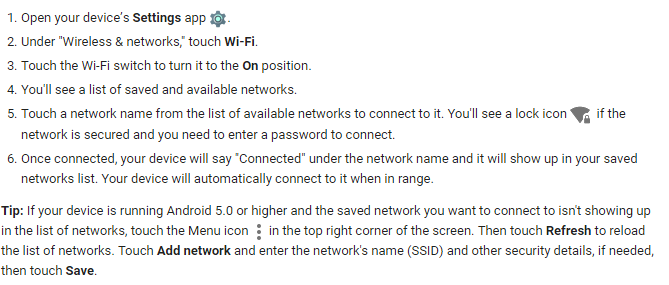 1. Open your device's Settings app.
2. Under "Wireless & networks," touch Wi-Fi.
3. Touch the Wi-Fi switch to turn it to the On position.
4. You'll see a list of saved and available networks.
5. Touch a network name from the list of available networks to connect to it. You'll see a lock icon if the
network is secured and you need to enter a password to connect.
6. Once connected, your device will say "Connected" under the network name and it will show up in your saved
networks list. Your device will automatically connect to it when in range.
Tip: If your device is running Android 5.0 or higher and the saved network you want to connect to isn't showing up
in the list of networks, touch the Menu icon in the top right corner of the screen. Then touch Refresh to reload
the list of networks. Touch Add network and enter the network's name (SSID) and other security details, if needed,
then touch Save.